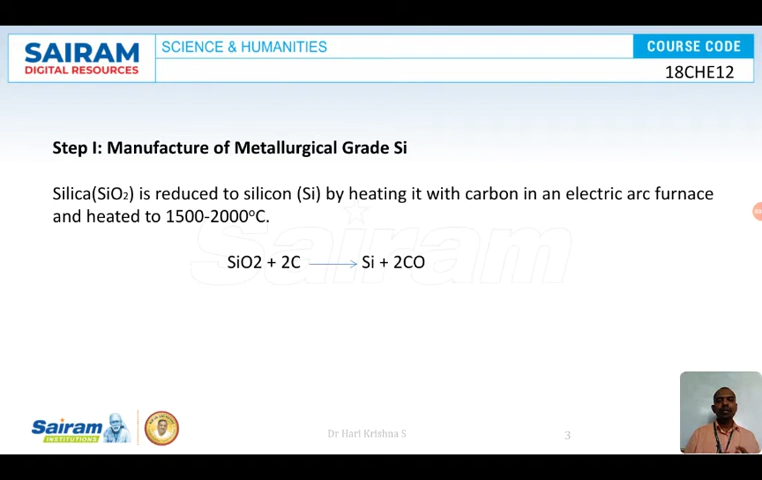 SAIRAM
DIGITAL RESOURCES
SCIENCE & HUMANITIES
COURSE CODE
18CHE12
Step I: Manufacture of Metallurgical Grade Si
Silica(SiO₂) is reduced to silicon (Si) by heating it with carbon in an electric arc furnace
and heated to 1500-2000°C.
Sairam
SiO2 + 2C ⟶ Si + 2CO
Sairam
INSTITUTIONS
Dr Hari Krishna S
3